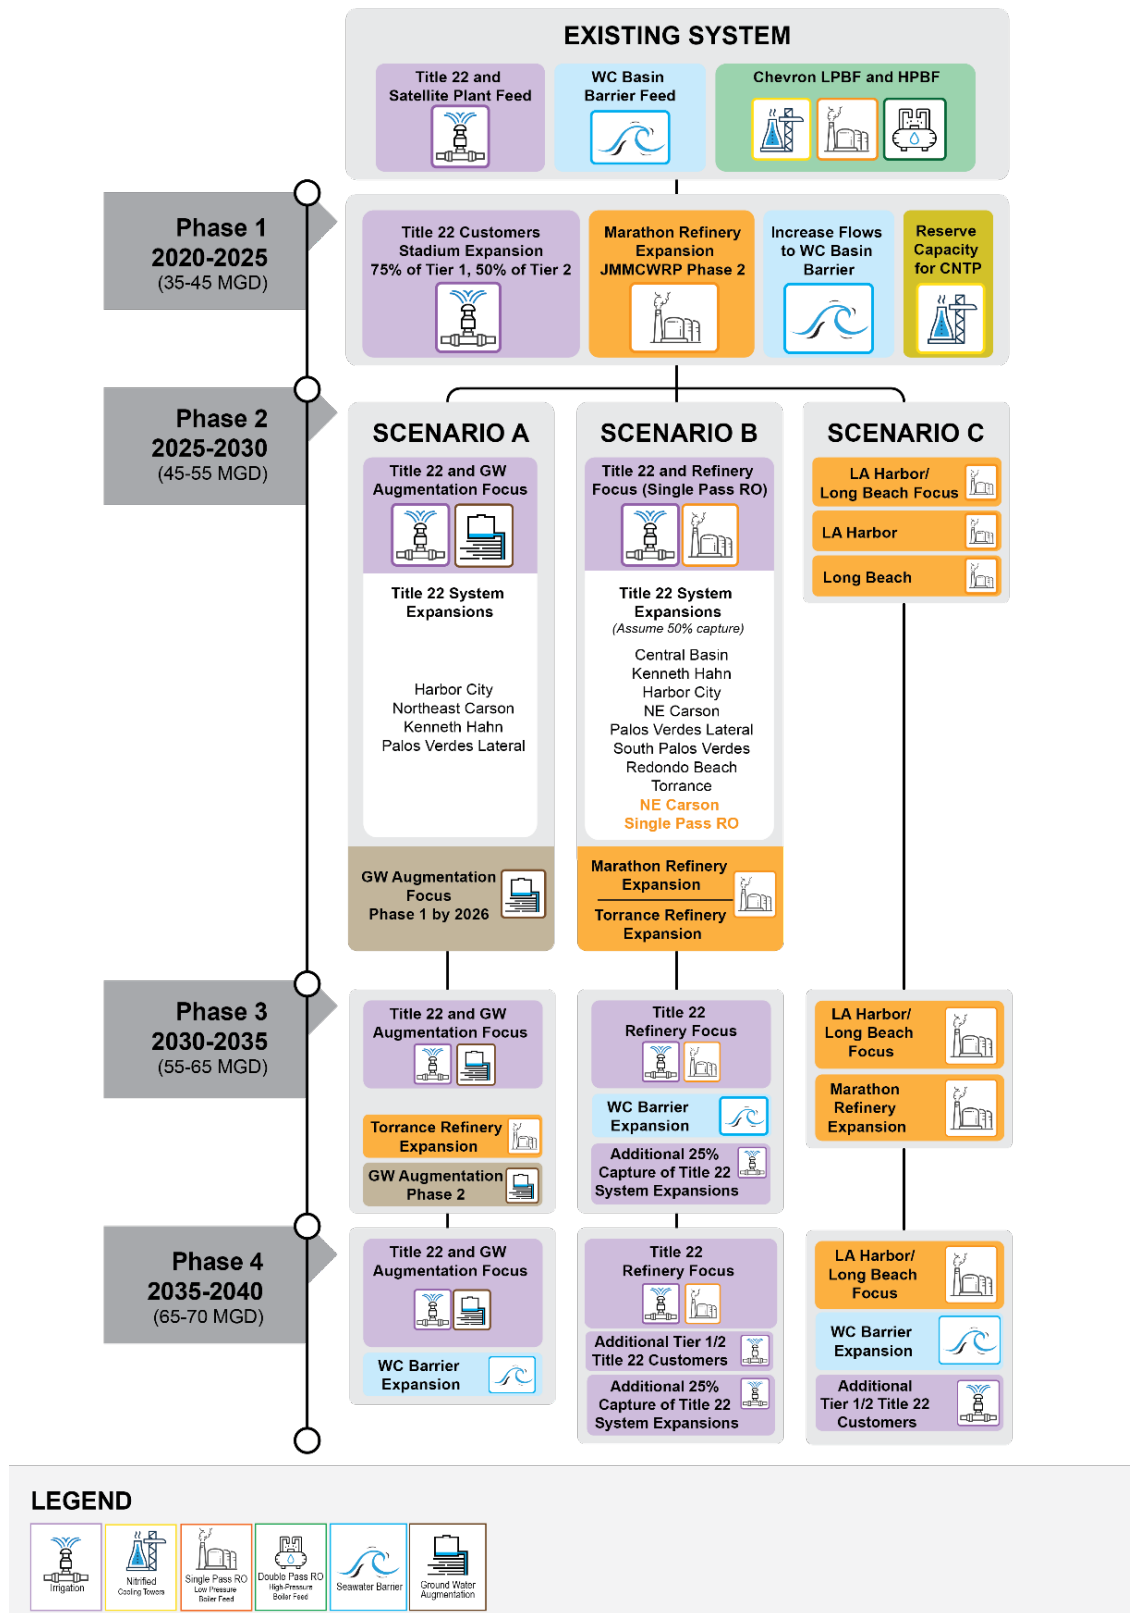 EXISTING SYSTEM
Title 22 and
Satellite Plant Feed
WC Basin
Barrier Feed
Chevron LPBF and HPBF
Phase 1
2020-2025
(35-45 MGD)
Title 22 Customers
Stadium Expansion
75% of Tier 1, 50% of Tier 2
Marathon Refinery
Expansion
JMMCWRP Phase 2
Increase Flows
to WC Basin
Barrier
Reserve
Capacity
for CNTP
Phase 2
2025-2030
(45-55 MGD)
SCENARIO A
Title 22 and GW
Augmentation Focus
Title 22 System
Expansions
Harbor City
Northeast Carson
Kenneth Hahn
Palos Verdes Lateral
GW Augmentation
Focus
Phase 1 by 2026
SCENARIO B
Title 22 and Refinery
Focus (Single Pass RO)
Title 22 System
Expansions
(Assume 50% capture)
Central Basin
Kenneth Hahn
Harbor City
NE Carson
Palos Verdes Lateral
South Palos Verdes
Redondo Beach
Torrance
NE Carson
Single Pass RO
Marathon Refinery
Expansion
Torrance Refinery
Expansion
SCENARIO C
LA Harbor/
Long Beach Focus
LA Harbor
Long Beach
Phase 3
2030-2035
(55-65 MGD)
Title 22 and GW
Augmentation Focus
Torrance Refinery
Expansion
GW Augmentation
Phase 2
Title 22
Refinery Focus
WC Barrier
Expansion
Additional 25%
Capture of Title 22
System Expansions
LA Harbor/
Long Beach
Focus
Marathon
Refinery
Expansion
Phase 4
2035-2040
(65-70 MGD)
Title 22 and GW
Augmentation Focus
WC Barrier
Expansion
Title 22
Refinery Focus
Additional Tier 1/2
Title 22 Customers
Additional 25%
Capture of Title 22
System Expansions
LA Harbor/
Long Beach
Focus
WC Barrier
Expansion
Additional
Tier 1/2 Title 22
Customers
LEGEND
Irrigation
Nitrified
Cooling Towers
Single Pass RO
Low Pressure
Boiler Feed
Double Pass RO
High-Pressure
Boiler Feed
Seawater Barrier
Ground Water
Augmentation